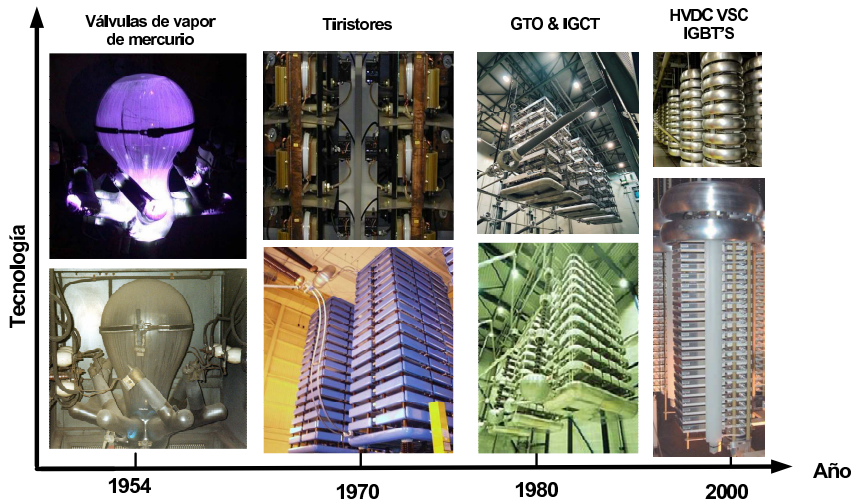 Válvulas de vapor
de mercurio
Tiristores
GTO & IGCT
HVDC VSC
IGBT'S
Tecnología
Año
1954
1970
1980
2000